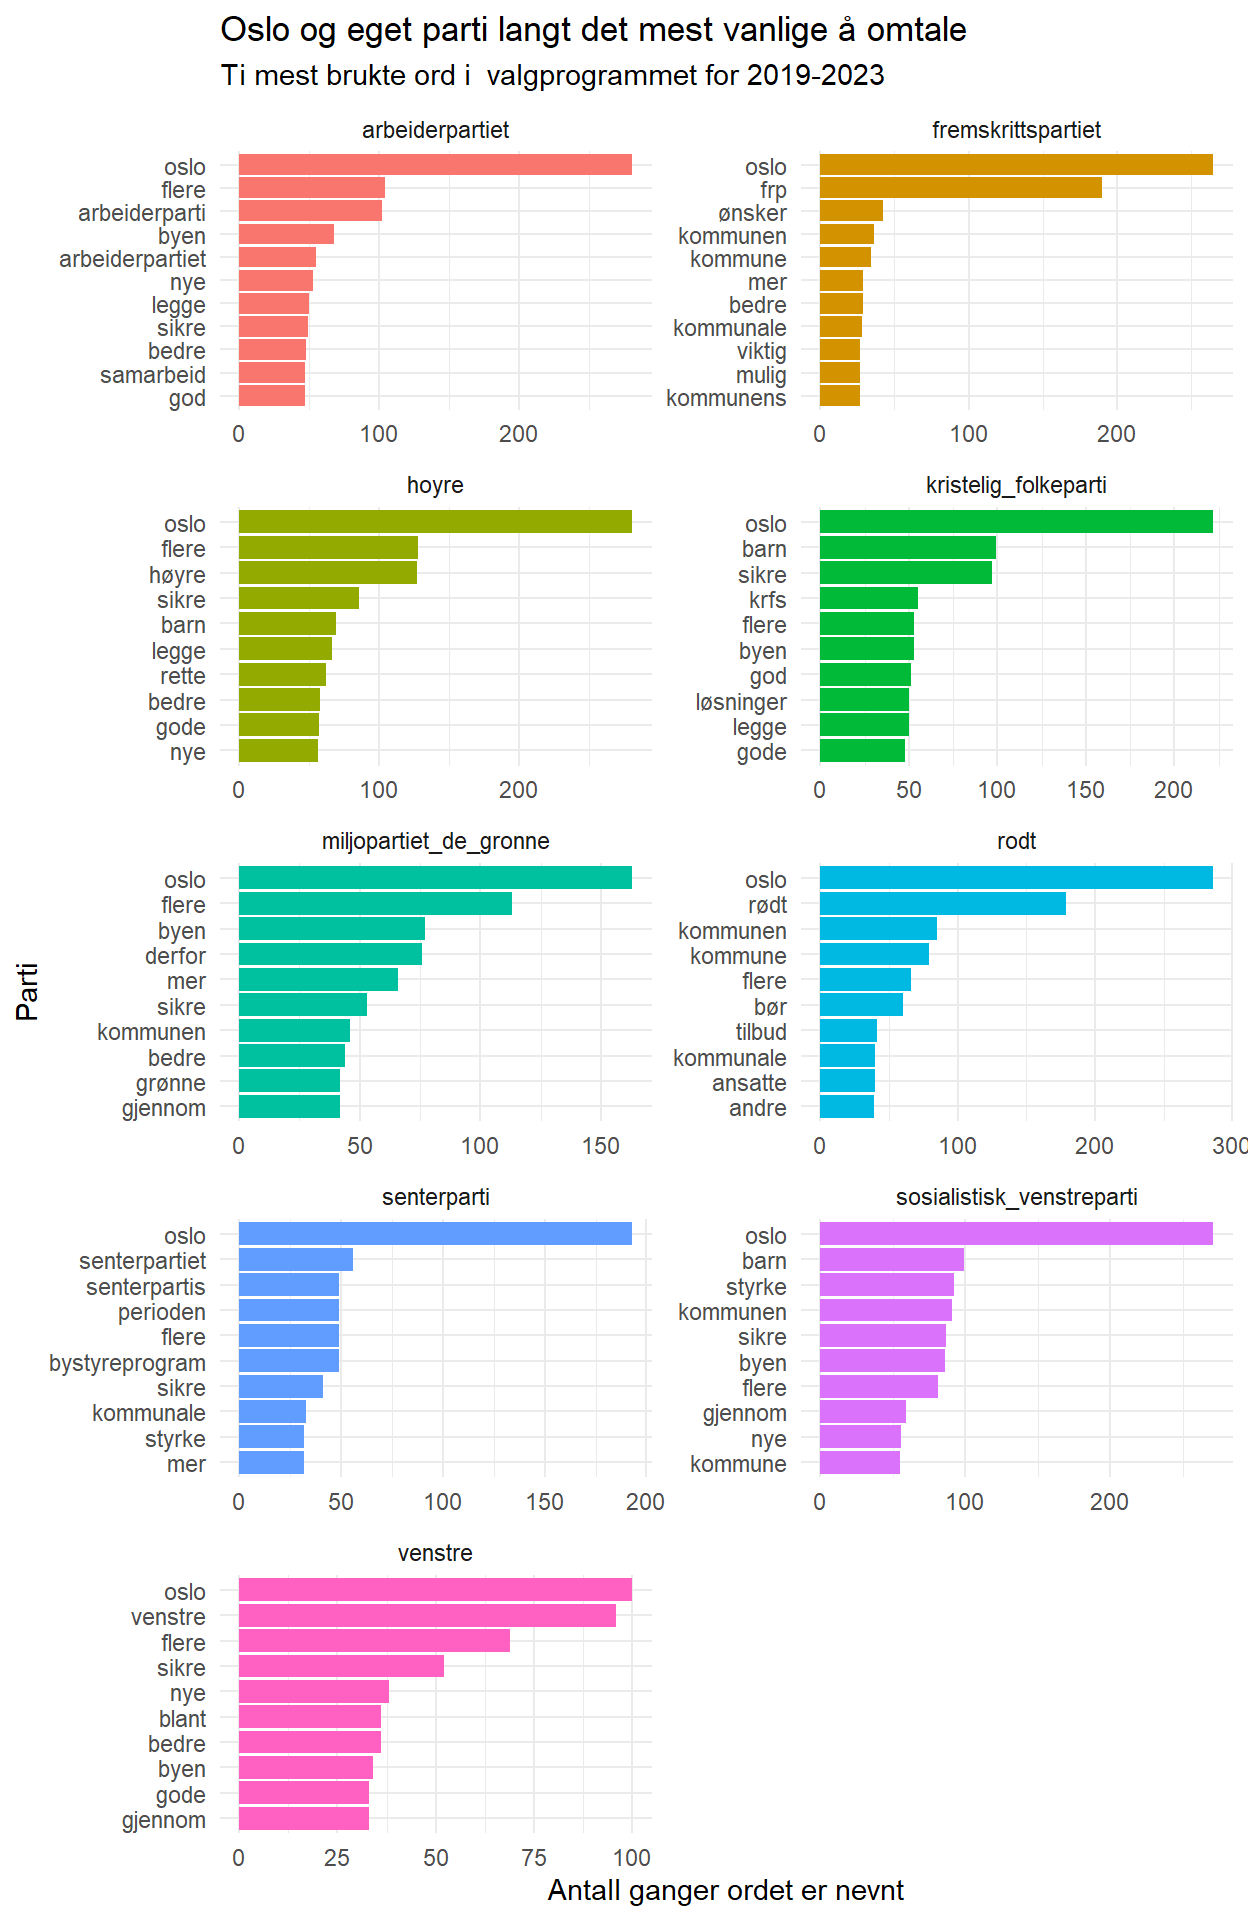 Oslo og eget parti langt det mest vanlige å omtale
Ti mest brukte ord i  valgprogrammet for 2019-2023
arbeiderpartiet
oslo
flere
arbeiderparti
byen
arbeiderpartiet
nye
legge
sikre
bedre
samarbeid
god
0 100 200
fremskrittspartiet
oslo
frp
ønsker
kommunen
kommune
mer
bedre
kommunale
viktig
mulig
kommunens
0 100 200
hoyre
oslo
flere
høyre
sikre
barn
legge
rette
bedre
gode
nye
0 100 200
kristelig_folkeparti
oslo
barn
sikre
krfs
flere
byen
god
løsninger
legge
gode
0 50 100 150 200
miljopartiet_de_gronne
oslo
flere
byen
derfor
mer
sikre
kommunen
bedre
grønne
gjennom
0 50 100 150
rodt
oslo
rødt
kommunen
kommune
flere
bør
tilbud
kommunale
ansatte
andre
0 100 200 300
senterparti
oslo
senterpartiet
senterpartis
perioden
flere
bystyreprogram
sikre
kommunale
styrke
mer
0 50 100 150 200
sosialistisk_venstreparti
oslo
barn
styrke
kommunen
sikre
byen
flere
gjennom
nye
kommune
0 100 200
venstre
oslo
venstre
flere
sikre
nye
blant
bedre
byen
gode
gjennom
0 25 50 75 100
Parti
Antall ganger ordet er nevnt